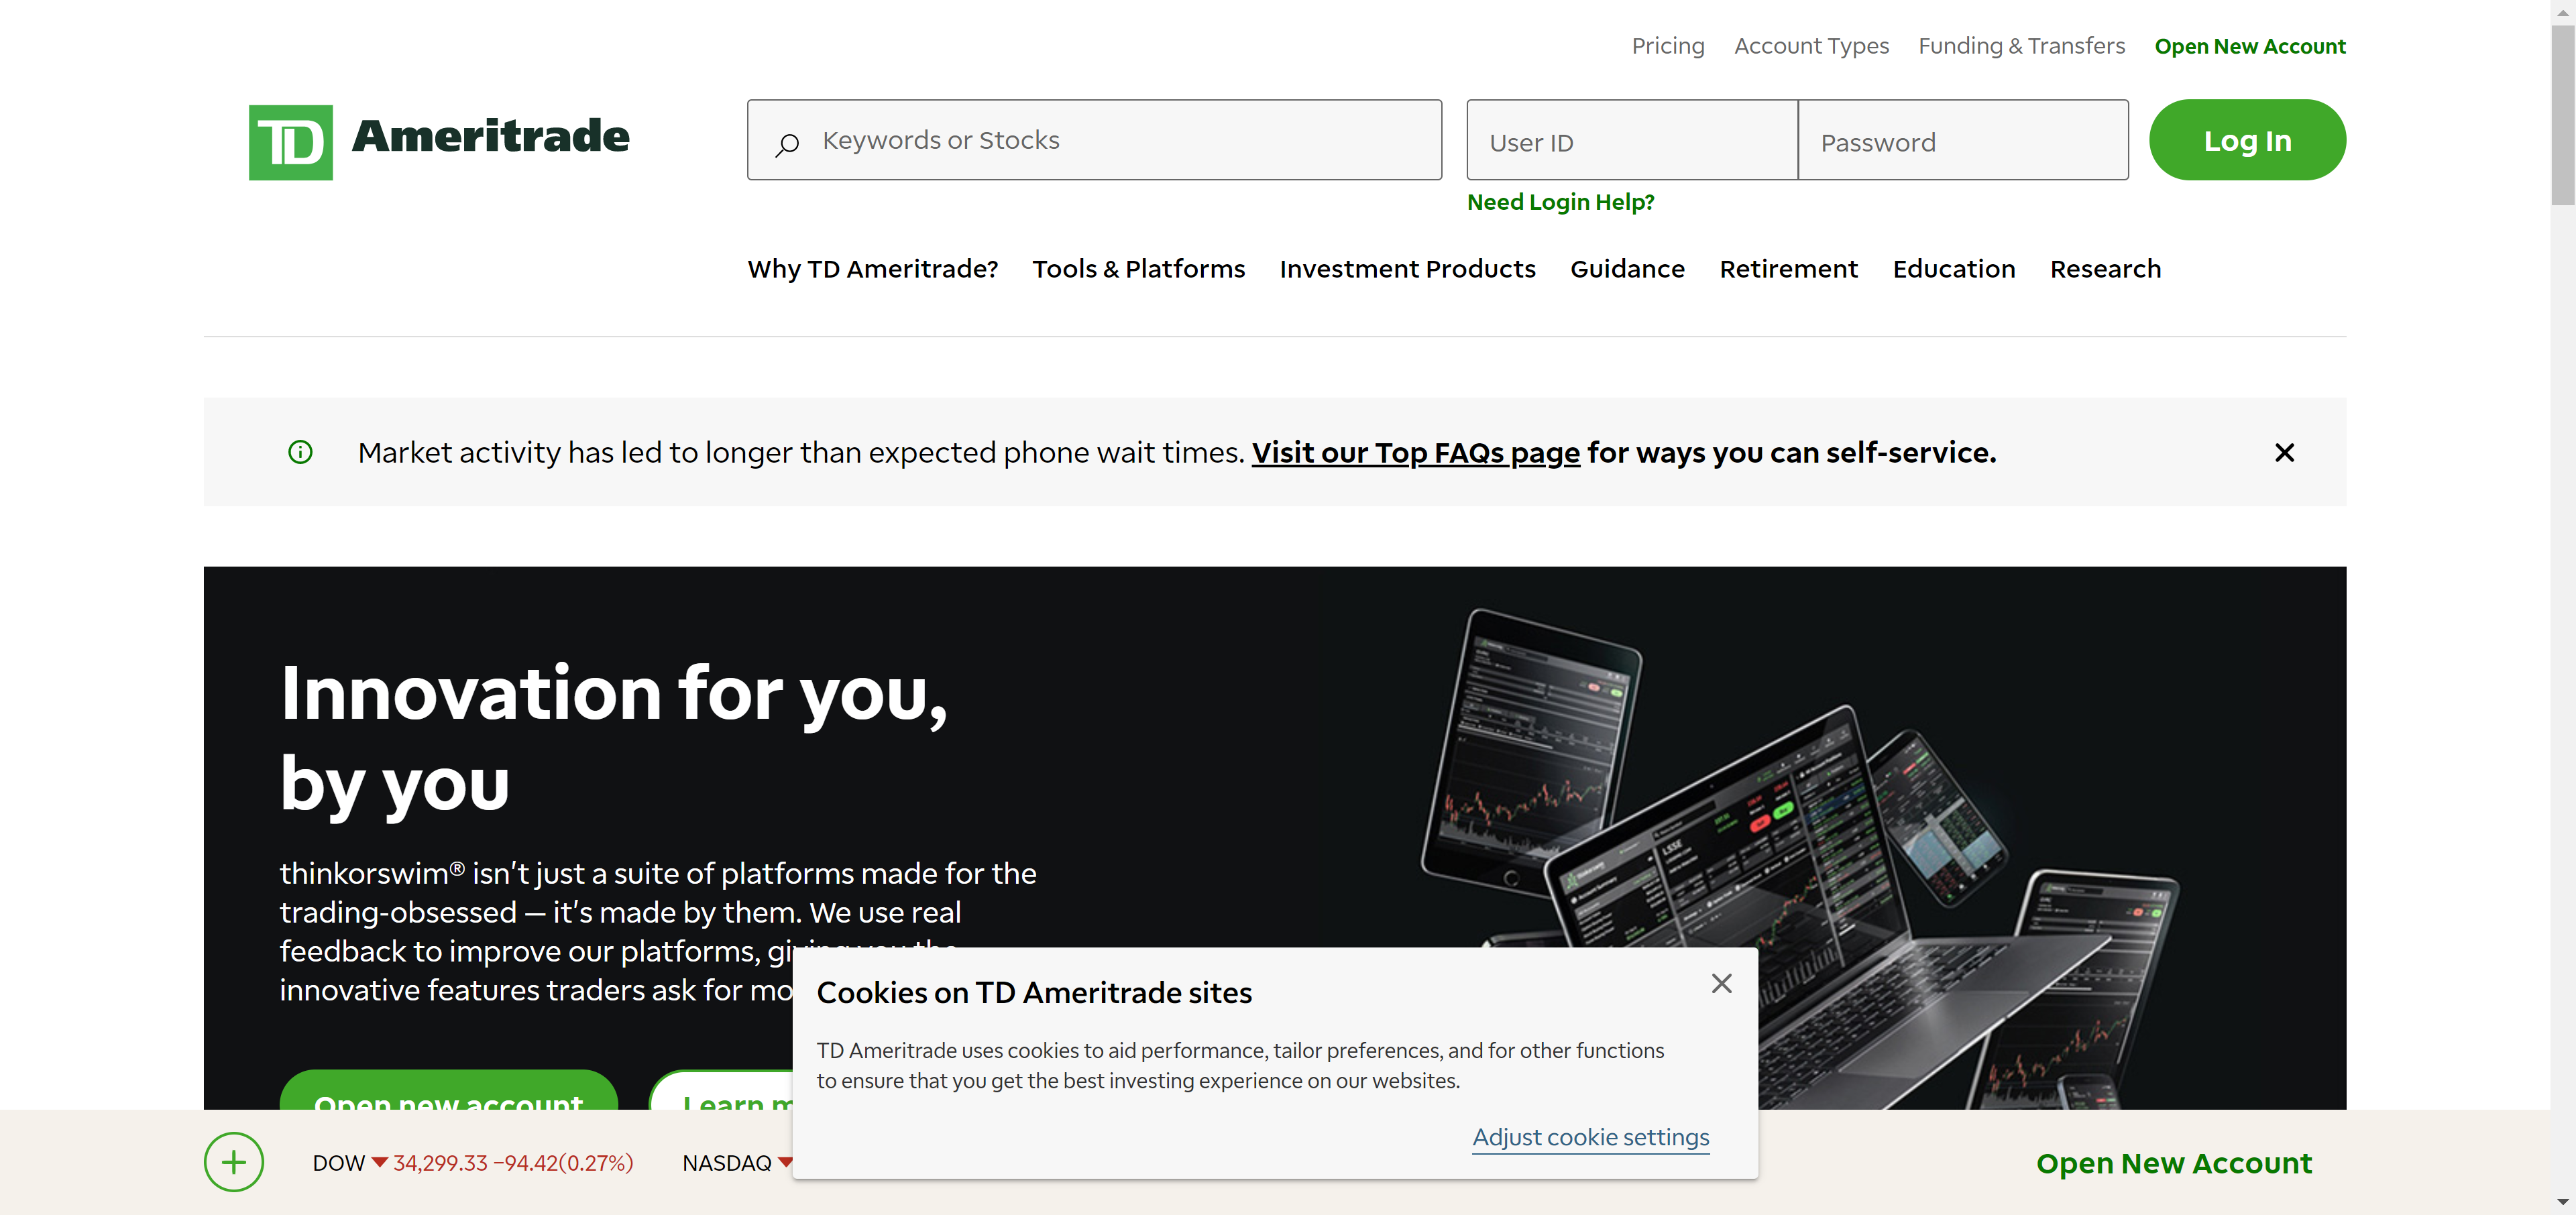 Pricing Account Types Funding & Transfers Open New Account
TD Ameritrade
Keywords or Stocks
User ID
Password
Log In
Need Login Help?
Why TD Ameritrade? Tools & Platforms Investment Products Guidance Retirement Education Research
Market activity has led to longer than expected phone wait times. Visit our Top FAQs page for ways you can self-service.
Innovation for you,
by you
thinkorswim® isn't just a suite of platforms made for the
trading-obsessed — it's made by them. We use real
feedback to improve our platforms, giving you the
innovative features traders ask for
Open new account
Learn
Cookies on TD Ameritrade sites
TD Ameritrade uses cookies to aid performance, tailor preferences, and for other functions
to ensure that you get the best investing experience on our websites.
Adjust cookie settings
DOW 34,299.33 −94.42(0.27%)
NASDAQ
Open New Account